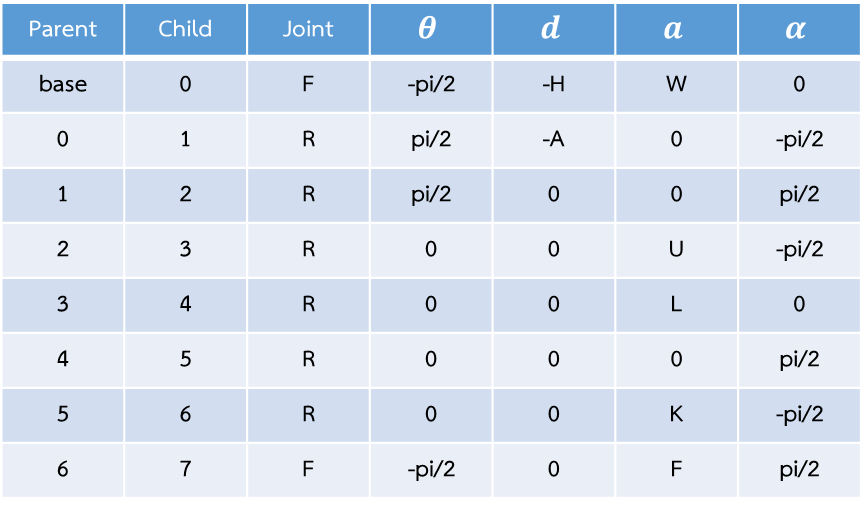 Parent Child Joint θ d a α
base 0 F -pi/2 -H W 0
0 1 R pi/2 -A 0 -pi/2
1 2 R pi/2 0 0 pi/2
2 3 R 0 0 U -pi/2
3 4 R 0 0 L 0
4 5 R 0 0 0 pi/2
5 6 R 0 0 K -pi/2
6 7 F -pi/2 0 F pi/2